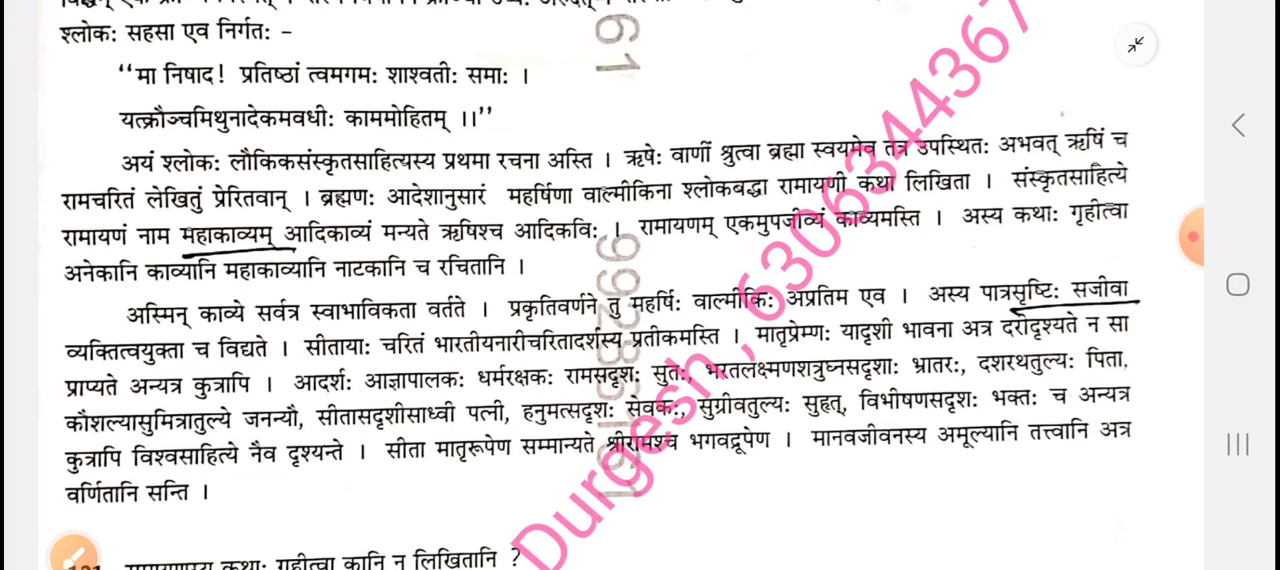 श्लोकः सहसा एव निर्गतः –
“मा निषाद! प्रतिष्ठां त्वमगमः शाश्वतीः समाः ।
यत्क्रौञ्चमिथुनादेकमवधीः काममोहितम् ।।”
अयं श्लोकः लौकिकसंस्कृतसाहित्यस्य प्रथमा रचना अस्ति । ऋषेः वाणीं श्रुत्वा ब्रह्मा स्वयमेव तत्र उपस्थितः अभवत् ऋषिं च
रामचरितं लेखितुं प्रेरितवान् । ब्रह्मणः आदेशानुसारं महर्षिणा वाल्मीकिना श्लोकबद्धा रामायणी कथा लिखिता । संस्कृतसाहित्ये
रामायणं नाम महाकाव्यम् आदिकाव्यं मन्यते ऋषिश्च आदिकविः । रामायणम् एकमुपजीव्यं काव्यमस्ति । अस्य कथाः गृहीत्वा
अनेकानि काव्यानि महाकाव्यानि नाटकानि च रचितानि ।
अस्मिन् काव्ये सर्वत्र स्वाभाविकता वर्तते । प्रकृतिवर्णने तु महर्षिः वाल्मीकिः अप्रतिम एव । अस्य पात्रसृष्टिः सजीवा
व्यक्तित्वयुक्ता च विद्यते । सीतायाः चरितं भारतीयनारीचरितादर्शस्य प्रतीकमस्ति । मातृप्रेम्णः यादृशी भावना अत्र दरीदृश्यते न सा
प्राप्यते अन्यत्र कुत्रापि । आदर्शः आज्ञापालकः धर्मरक्षकः रामसदृशः सुतः, भरतलक्ष्मणशत्रुघ्नसदृशाः भ्रातरः, दशरथतुल्यः पिता,
कौशल्यासुमित्रातुल्ये जनन्यौ, सीतासदृशीसाध्वी पत्नी, हनुमत्सदृशः सेवकः, सुग्रीवतुल्यः सुहृत्, विभीषणसदृशः भक्तः च अन्यत्र
कुत्रापि विश्वसाहित्ये नैव दृश्यन्ते । सीता मातृरूपेण सम्मान्यते श्रीरामश्च भगवद्रूपेण । मानवजीवनस्य अमूल्यानि तत्त्वानि अत्र
वर्णितानि सन्ति ।
कथाः गृहीत्वा कानि न लिखितानि ?
Durgesh, 6306344367